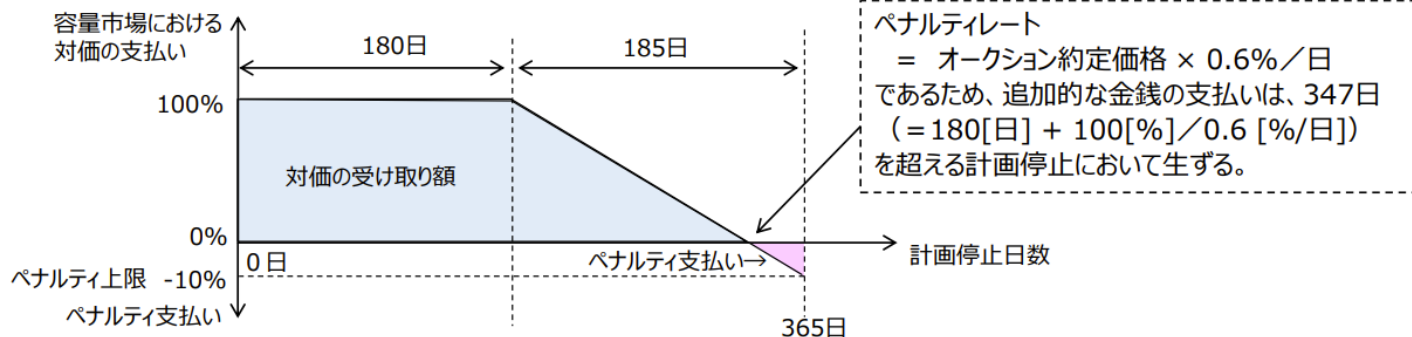 容量市場における
対価の支払い
180日
185日
100%
対価の受け取り額
0%
0日
ペナルティ支払い→
計画停止日数
ペナルティ上限 -10%
ペナルティ支払い
365日
ペナルティレート
= オークション約定価格 × 0.6%/日
であるため、追加的な金銭の支払いは、347日
(=180[日] + 100[%]/0.6 [%/日])
を超える計画停止において生ずる。